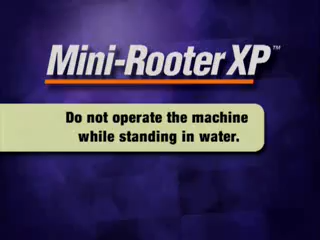 Mini-Rooter XP™
Do not operate the machine
while standing in water.